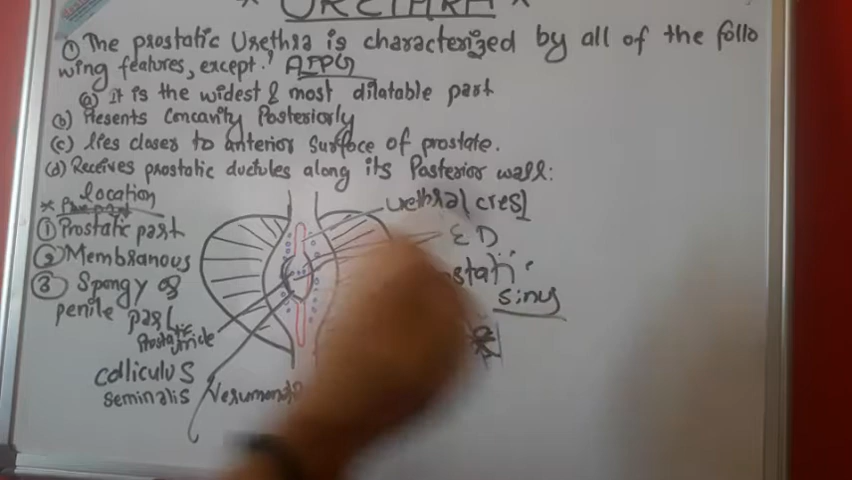 * URETHRA *
① The prostatic Urethra is characterized by all of the follo
wing features, except. AIPG
(a) It is the widest & most dilatable part
(b) Presents Concavity Posteriorly
(c) lies closes to anterior surface of prostate.
(d) Receives prostatic ductules along its Posterior wall:
location
*
① Prostatic part
② Membranous
③ Spongy or
penile part
urethral crest
ED
sinus
Prostatic
utricle
colliculus
seminalis